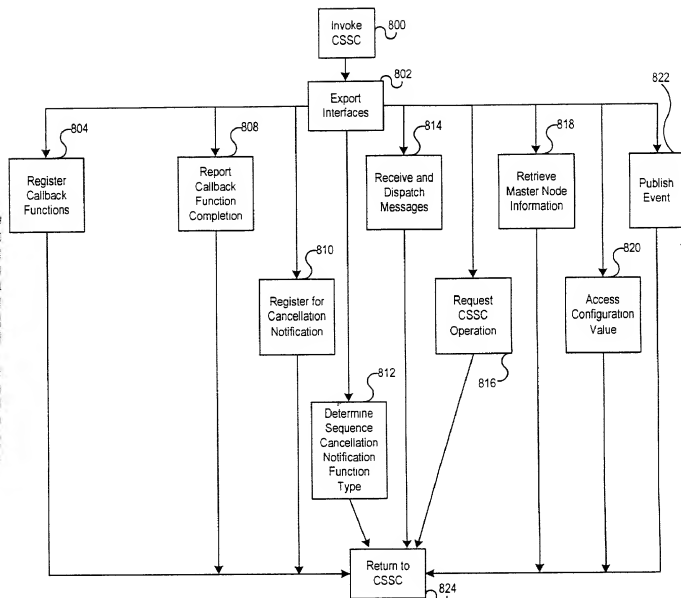 Invoke
CSSC
800
802
Export
Interfaces
822
804
808
814
818
Register
Callback
Functions
Report
Callback
Function
Completion
Receive and
Dispatch
Messages
Retrieve
Master Node
Information
Publish
Event
810
820
Register for
Cancellation
Notification
Request
CSSC
Operation
Access
Configuration
Value
812
816
Determine
Sequence
Cancellation
Notification
Function
Type
Return to
CSSC
824